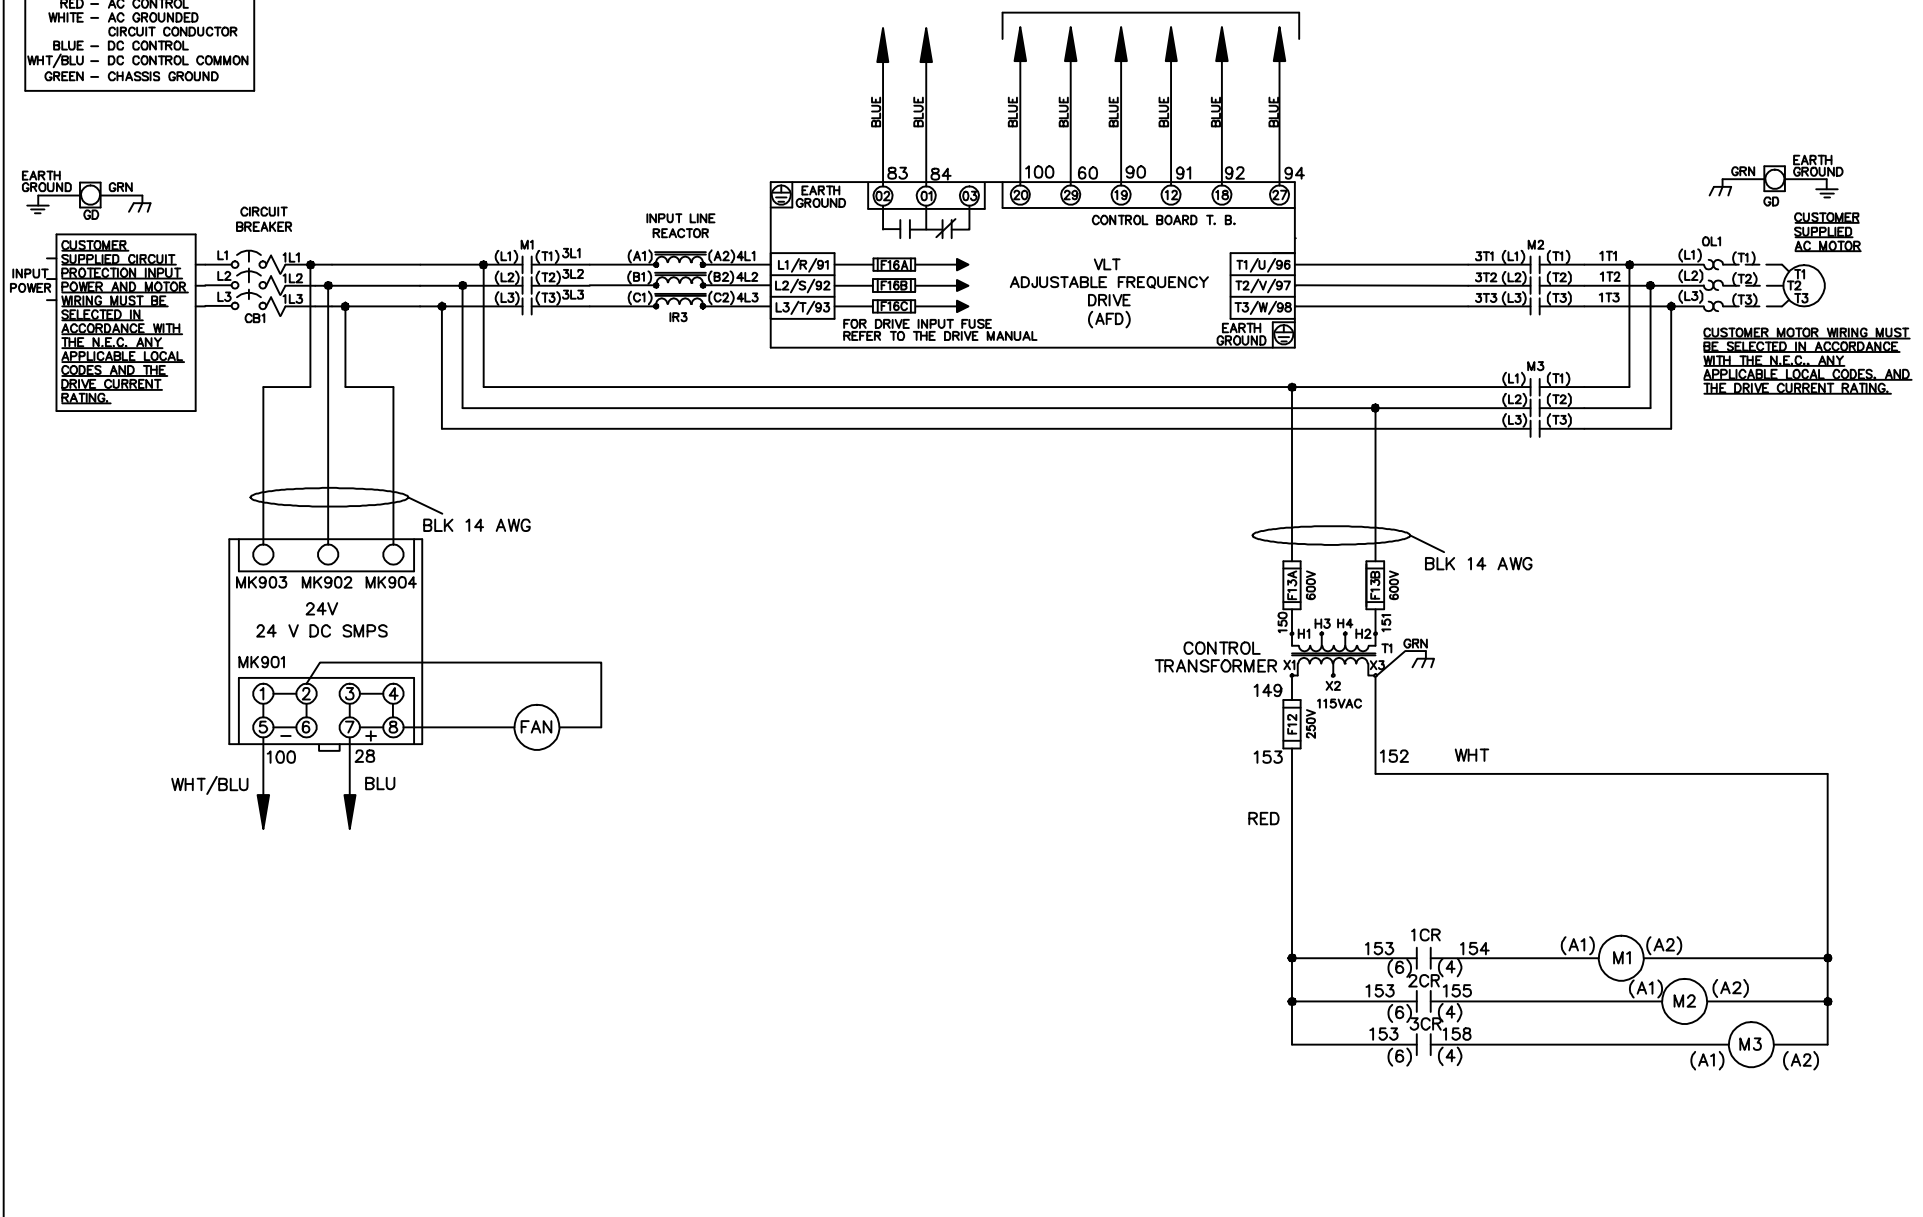 RED – AC CONTROL
WHITE – AC GROUNDED
CIRCUIT CONDUCTOR
BLUE – DC CONTROL
WHT/BLU – DC CONTROL COMMON
GREEN – CHASSIS GROUND
BLUE BLUE BLUE BLUE BLUE BLUE BLUE BLUE
83 84 100 60 90 91 92 94
02 01 03 20 29 19 12 18 27
EARTH
GROUND
GRN
GD
CIRCUIT
BREAKER
INPUT LINE
REACTOR
EARTH
GROUND
CONTROL BOARD T. B.
GRN
EARTH
GROUND
GD
CUSTOMER
SUPPLIED
AC MOTOR
INPUT
POWER
CUSTOMER
SUPPLIED CIRCUIT
PROTECTION INPUT
POWER AND MOTOR
WIRING MUST BE
SELECTED IN
ACCORDANCE WITH
THE N.E.C. ANY
APPLICABLE LOCAL
CODES AND THE
DRIVE CURRENT
RATING.
L1 1L1
L2 1L2
L3 1L3
CB1
M1
(L1) (T1) 3L1
(L2) (T2) 3L2
(L3) (T3) 3L3
(A1) (A2) 4L1
(B1) (B2) 4L2
(C1) (C2) 4L3
IR3
L1/R/91 F16A
L2/S/92 F16B
L3/T/93 F16C
FOR DRIVE INPUT FUSE
REFER TO THE DRIVE MANUAL
VLT
ADJUSTABLE FREQUENCY
DRIVE
(AFD)
T1/U/96
T2/V/97
T3/W/98
EARTH
GROUND
M2
3T1 (L1) (T1) 1T1
3T2 (L2) (T2) 1T2
3T3 (L3) (T3) 1T3
OL1
(L1) (T1)
(L2) (T2)
(L3) (T3)
T1
T2
T3
CUSTOMER MOTOR WIRING MUST
BE SELECTED IN ACCORDANCE
WITH THE N.E.C., ANY
APPLICABLE LOCAL CODES, AND
THE DRIVE CURRENT RATING.
M3
(L1) (T1)
(L2) (T2)
(L3) (T3)
BLK 14 AWG
MK903 MK902 MK904
24V
24 V DC SMPS
MK901
1 2 3 4
5 – 6 7 + 8
FAN
100 28
WHT/BLU BLU
BLK 14 AWG
F13A 600V
F13B 600V
150 151
H1 H3 H4 H2
T1
GRN
CONTROL
TRANSFORMER
X1 X2 X3
115VAC
149
F12 250V
153 152 WHT
RED
1CR
153 154 (A1) M1 (A2)
(6) (4)
2CR
153 155 (A1) M2 (A2)
(6) (4)
3CR
153 158 M3
(6) (4) (A1) (A2)